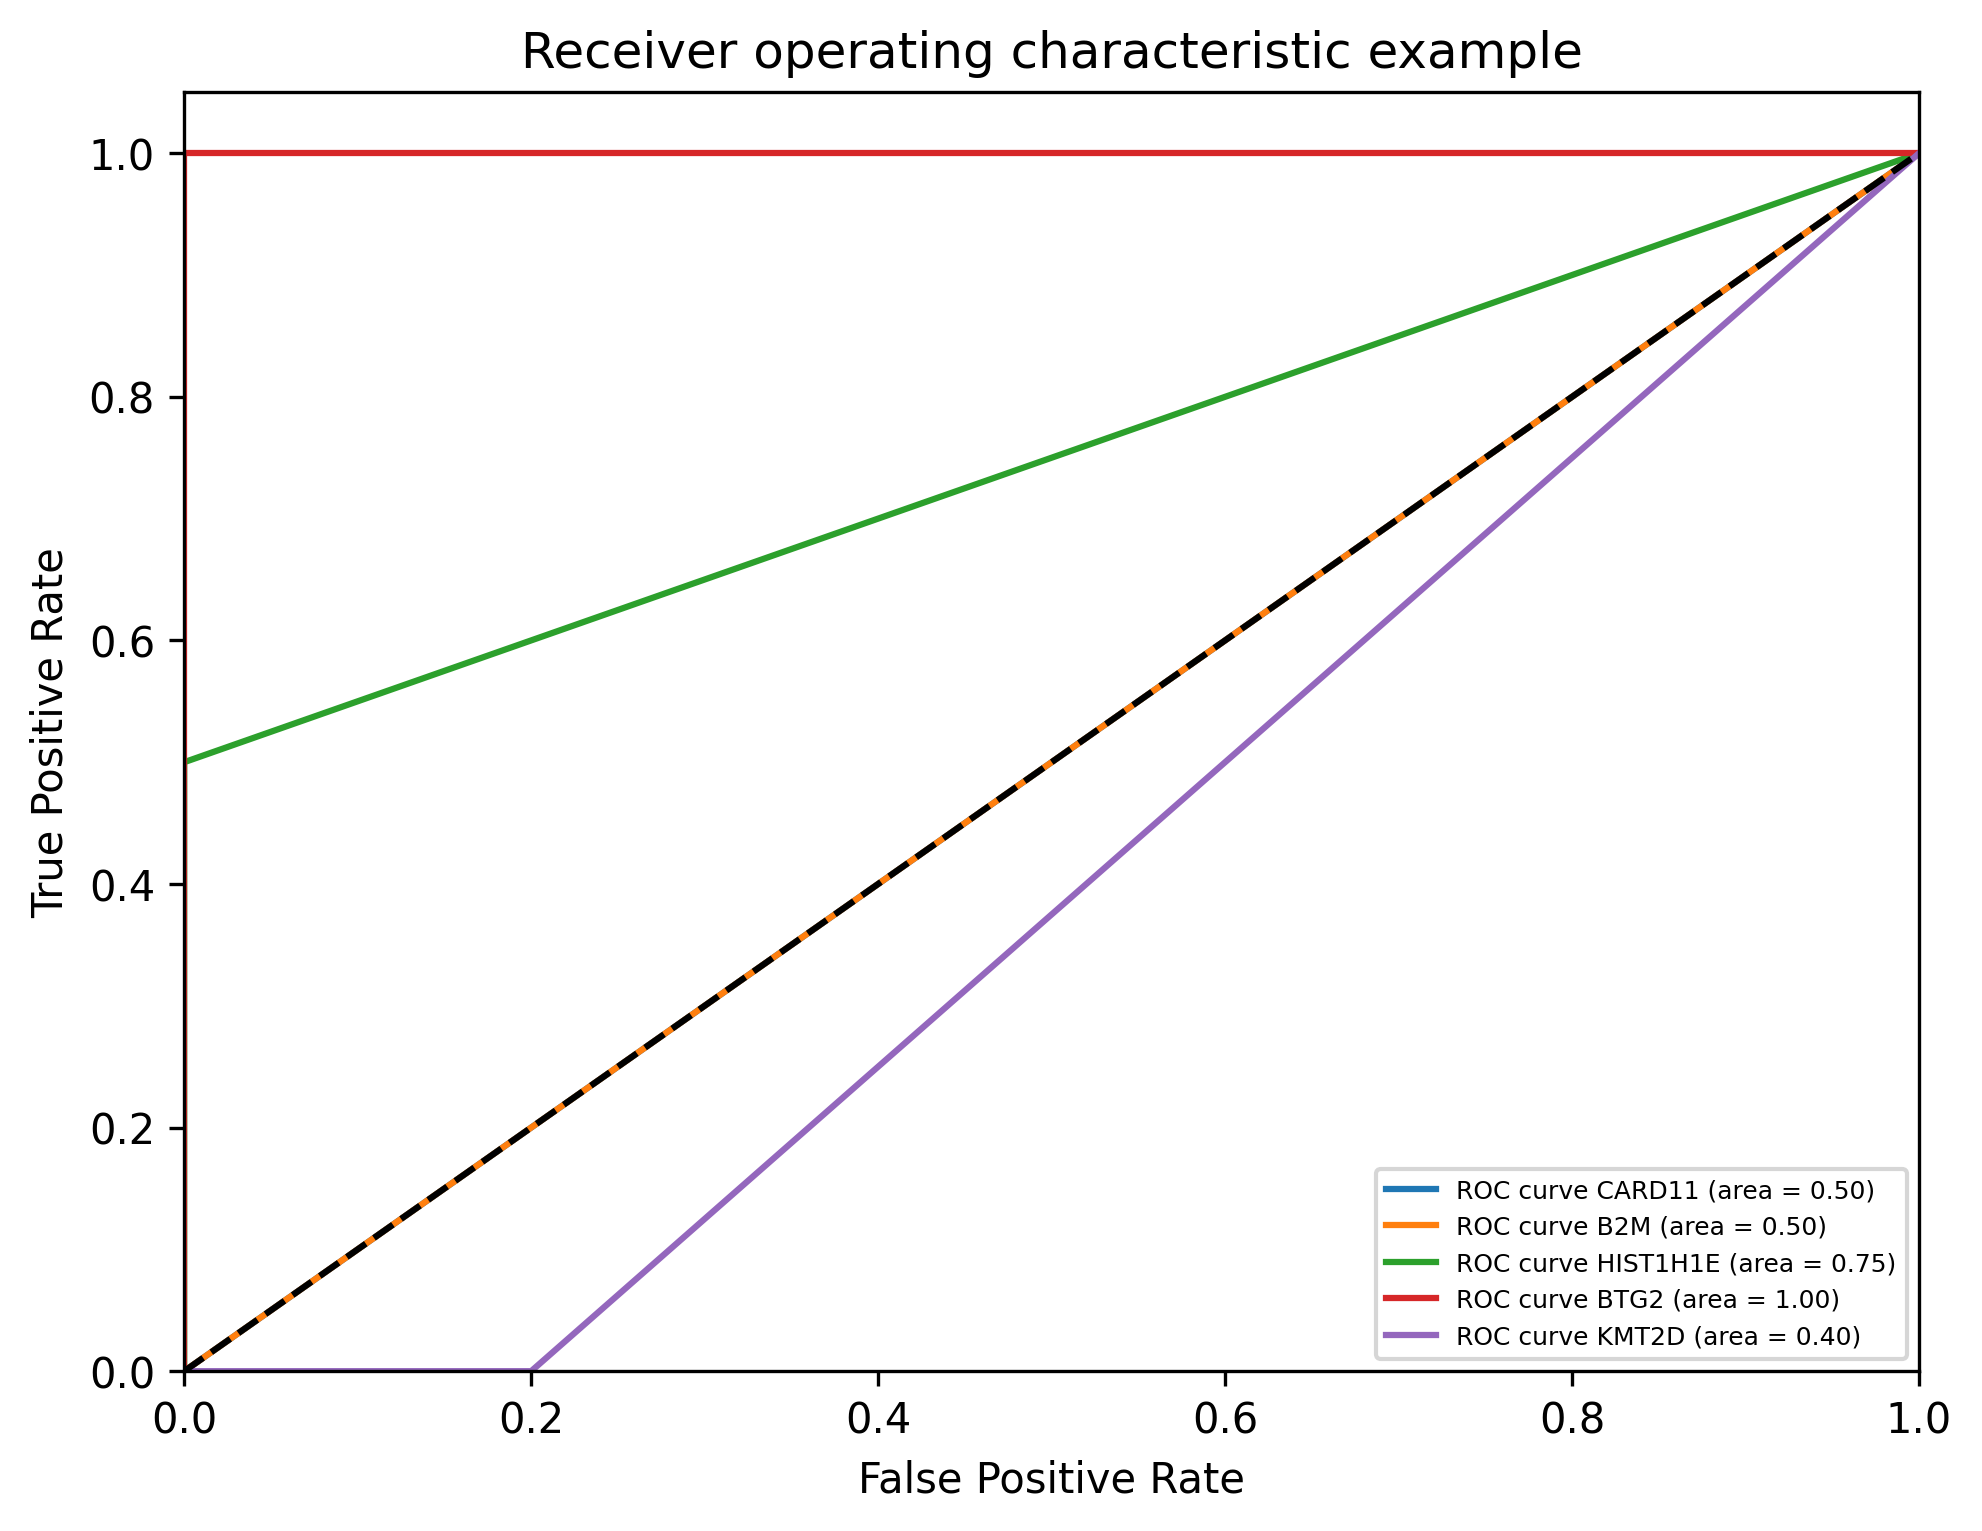 Receiver operating characteristic example
True Positive Rate
1.0
0.8
0.6
0.4
0.2
0.0
0.0 0.2 0.4 0.6 0.8 1.0
False Positive Rate
ROC curve CARD11 (area = 0.50)
ROC curve B2M (area = 0.50)
ROC curve HIST1H1E (area = 0.75)
ROC curve BTG2 (area = 1.00)
ROC curve KMT2D (area = 0.40)